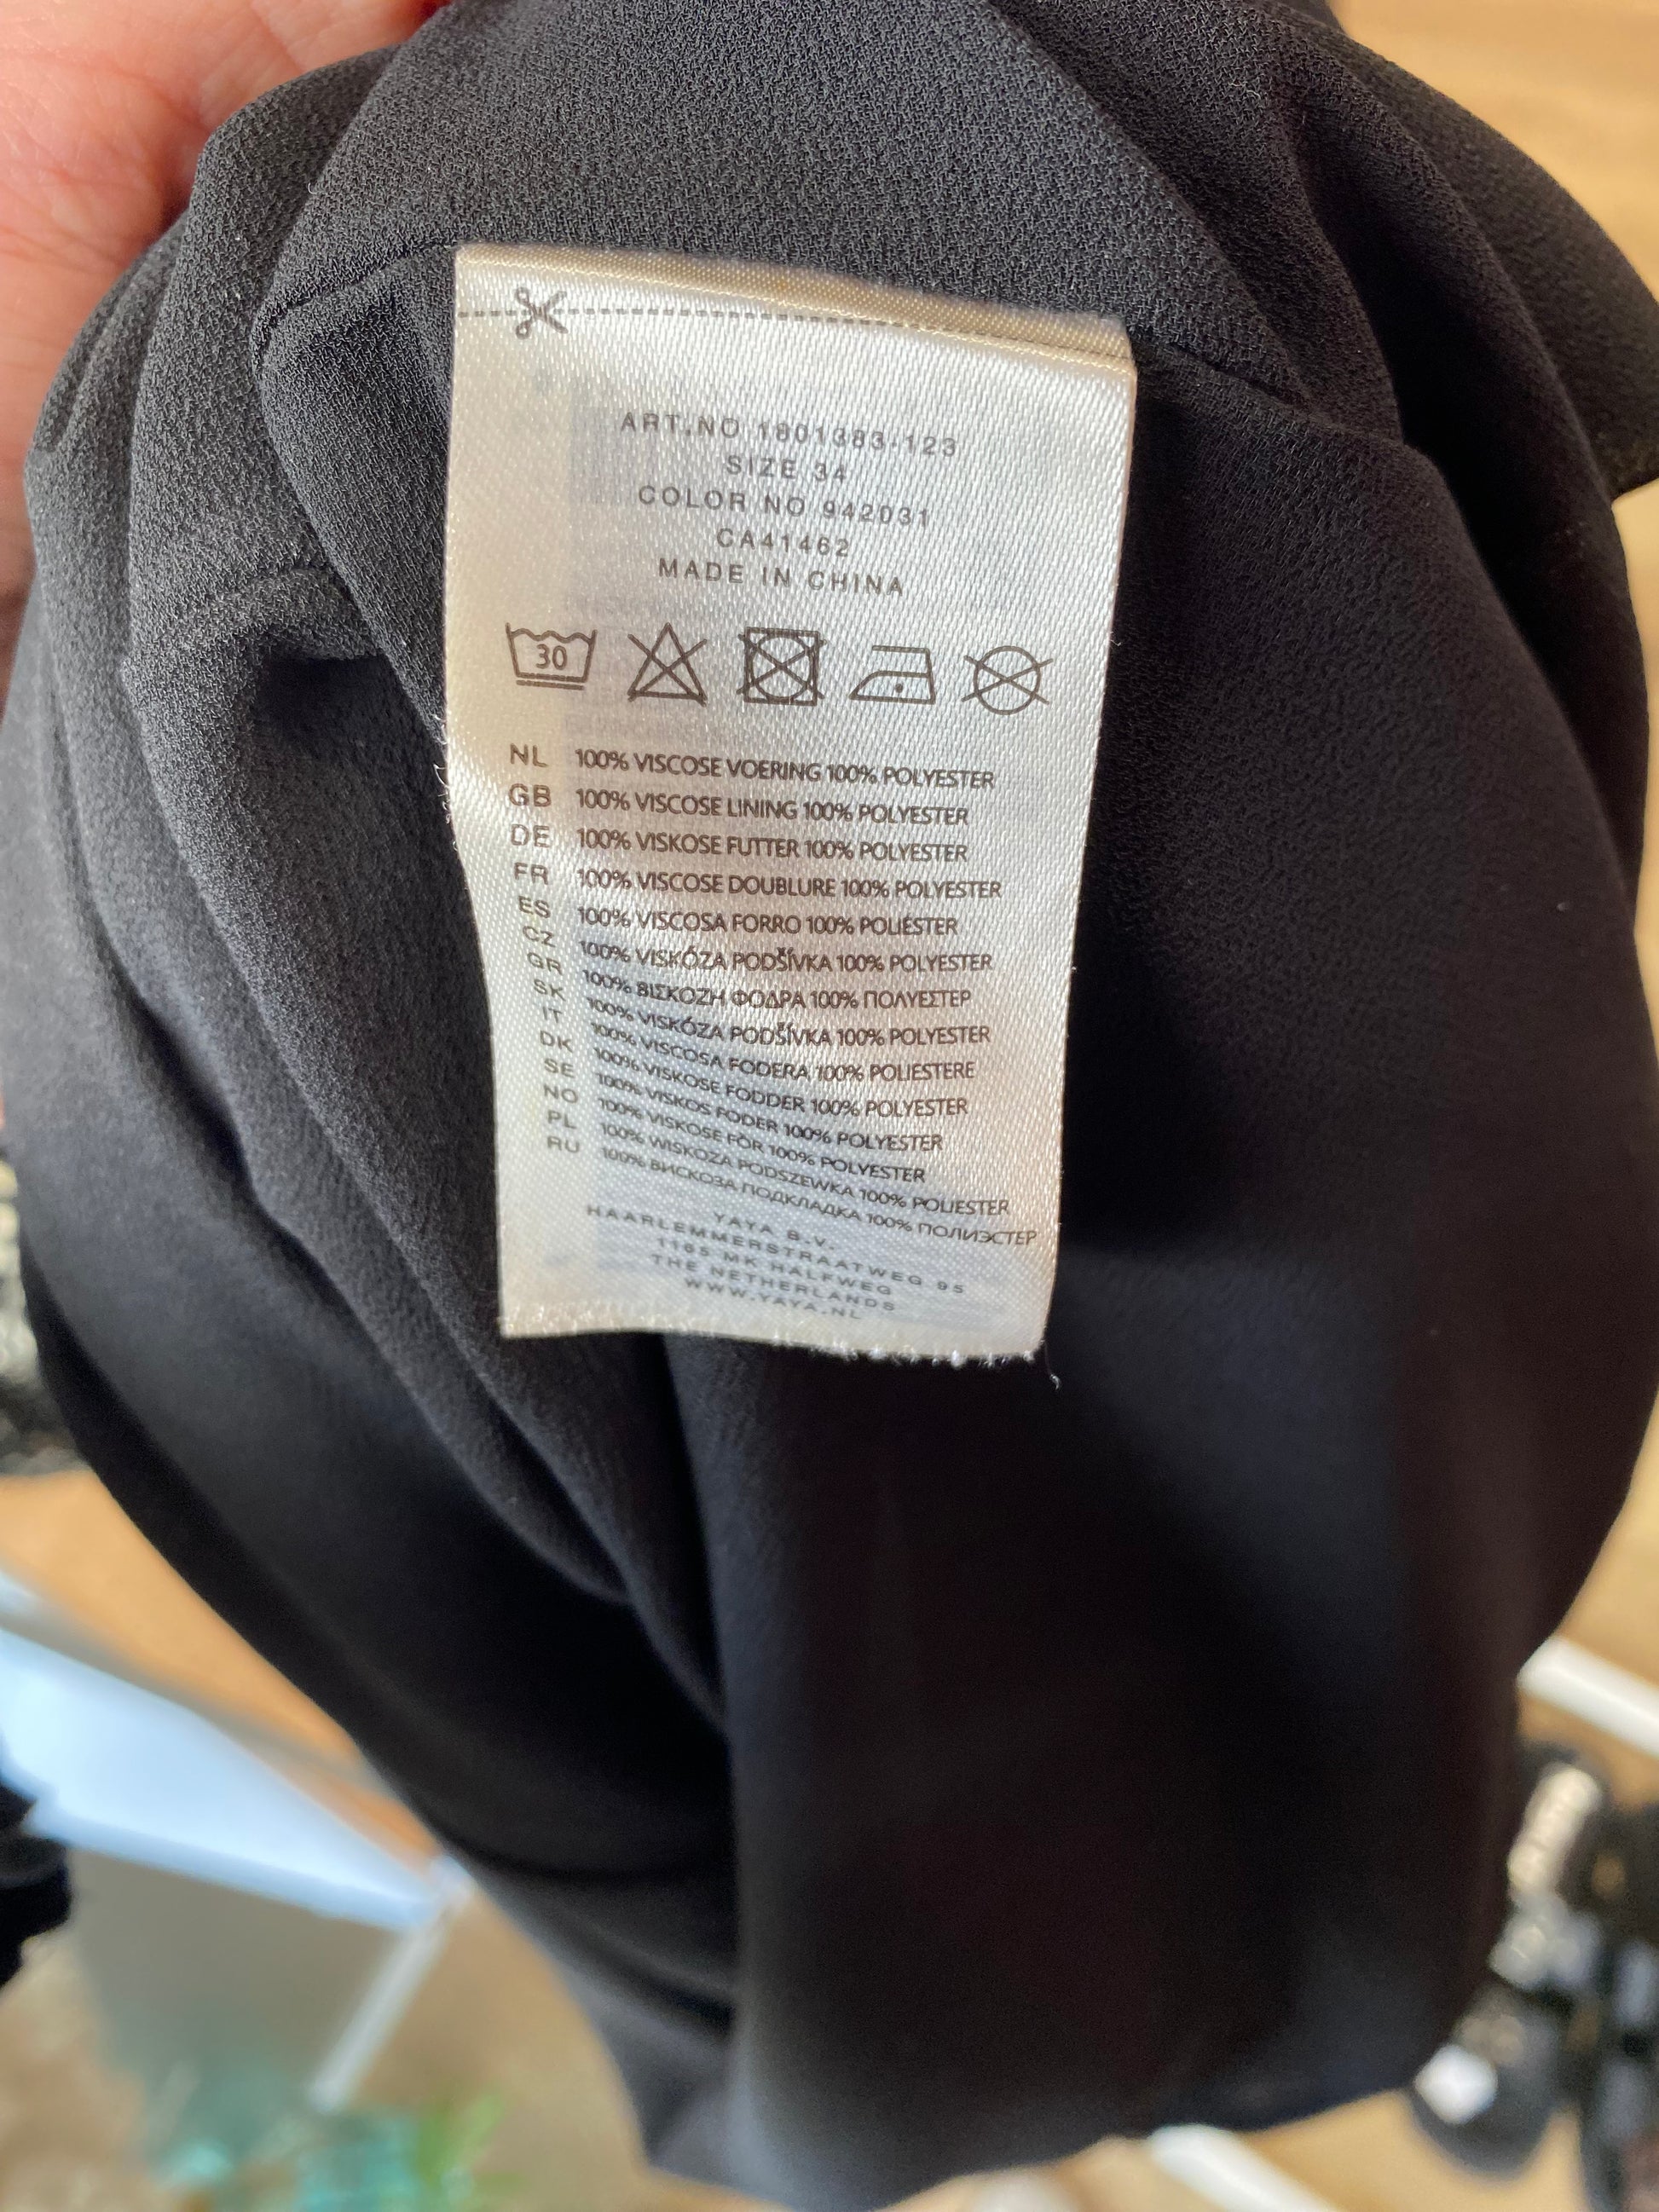 ART.NO 1801383-123
SIZE 34
COLOR NO 942031
CA41462
MADE IN CHINA
30
NL 100% VISCOSE VOERING 100% POLYESTER
GB 100% VISCOSE LINING 100% POLYESTER
DE 100% VISKOSE FUTTER 100% POLYESTER
FR 100% VISCOSE DOUBLURE 100% POLYESTER
ES 100% VISCOSA FORRO 100% POLIÉSTER
CZ 100% VISKÓZA PODŠÍVKA 100% POLYESTER
GR 100% ΒΙΣΚΟΖΗ ΦΟΔΡΑ 100% ΠΟΛΥΕΣΤΕΡ
SK 100% VISKÓZA PODŠÍVKA 100% POLYESTER
IT 100% VISCOSA FODERA 100% POLIESTERE
DK 100% VISKOSE FODDER 100% POLYESTER
SE 100% VISKOS FODER 100% POLYESTER
NO 100% VISKOSE FÒR 100% POLYESTER
PL 100% WISKOZA PODSZEWKA 100% POLIESTER
RU 100% ВИСКОЗА ПОДКЛАДКА 100% ПОЛИЭСТЕР
YAYA B.V.
HAARLEMMERSTRAATWEG 95
1165 MK HALFWEG
THE NETHERLANDS
WWW.YAYA.NL